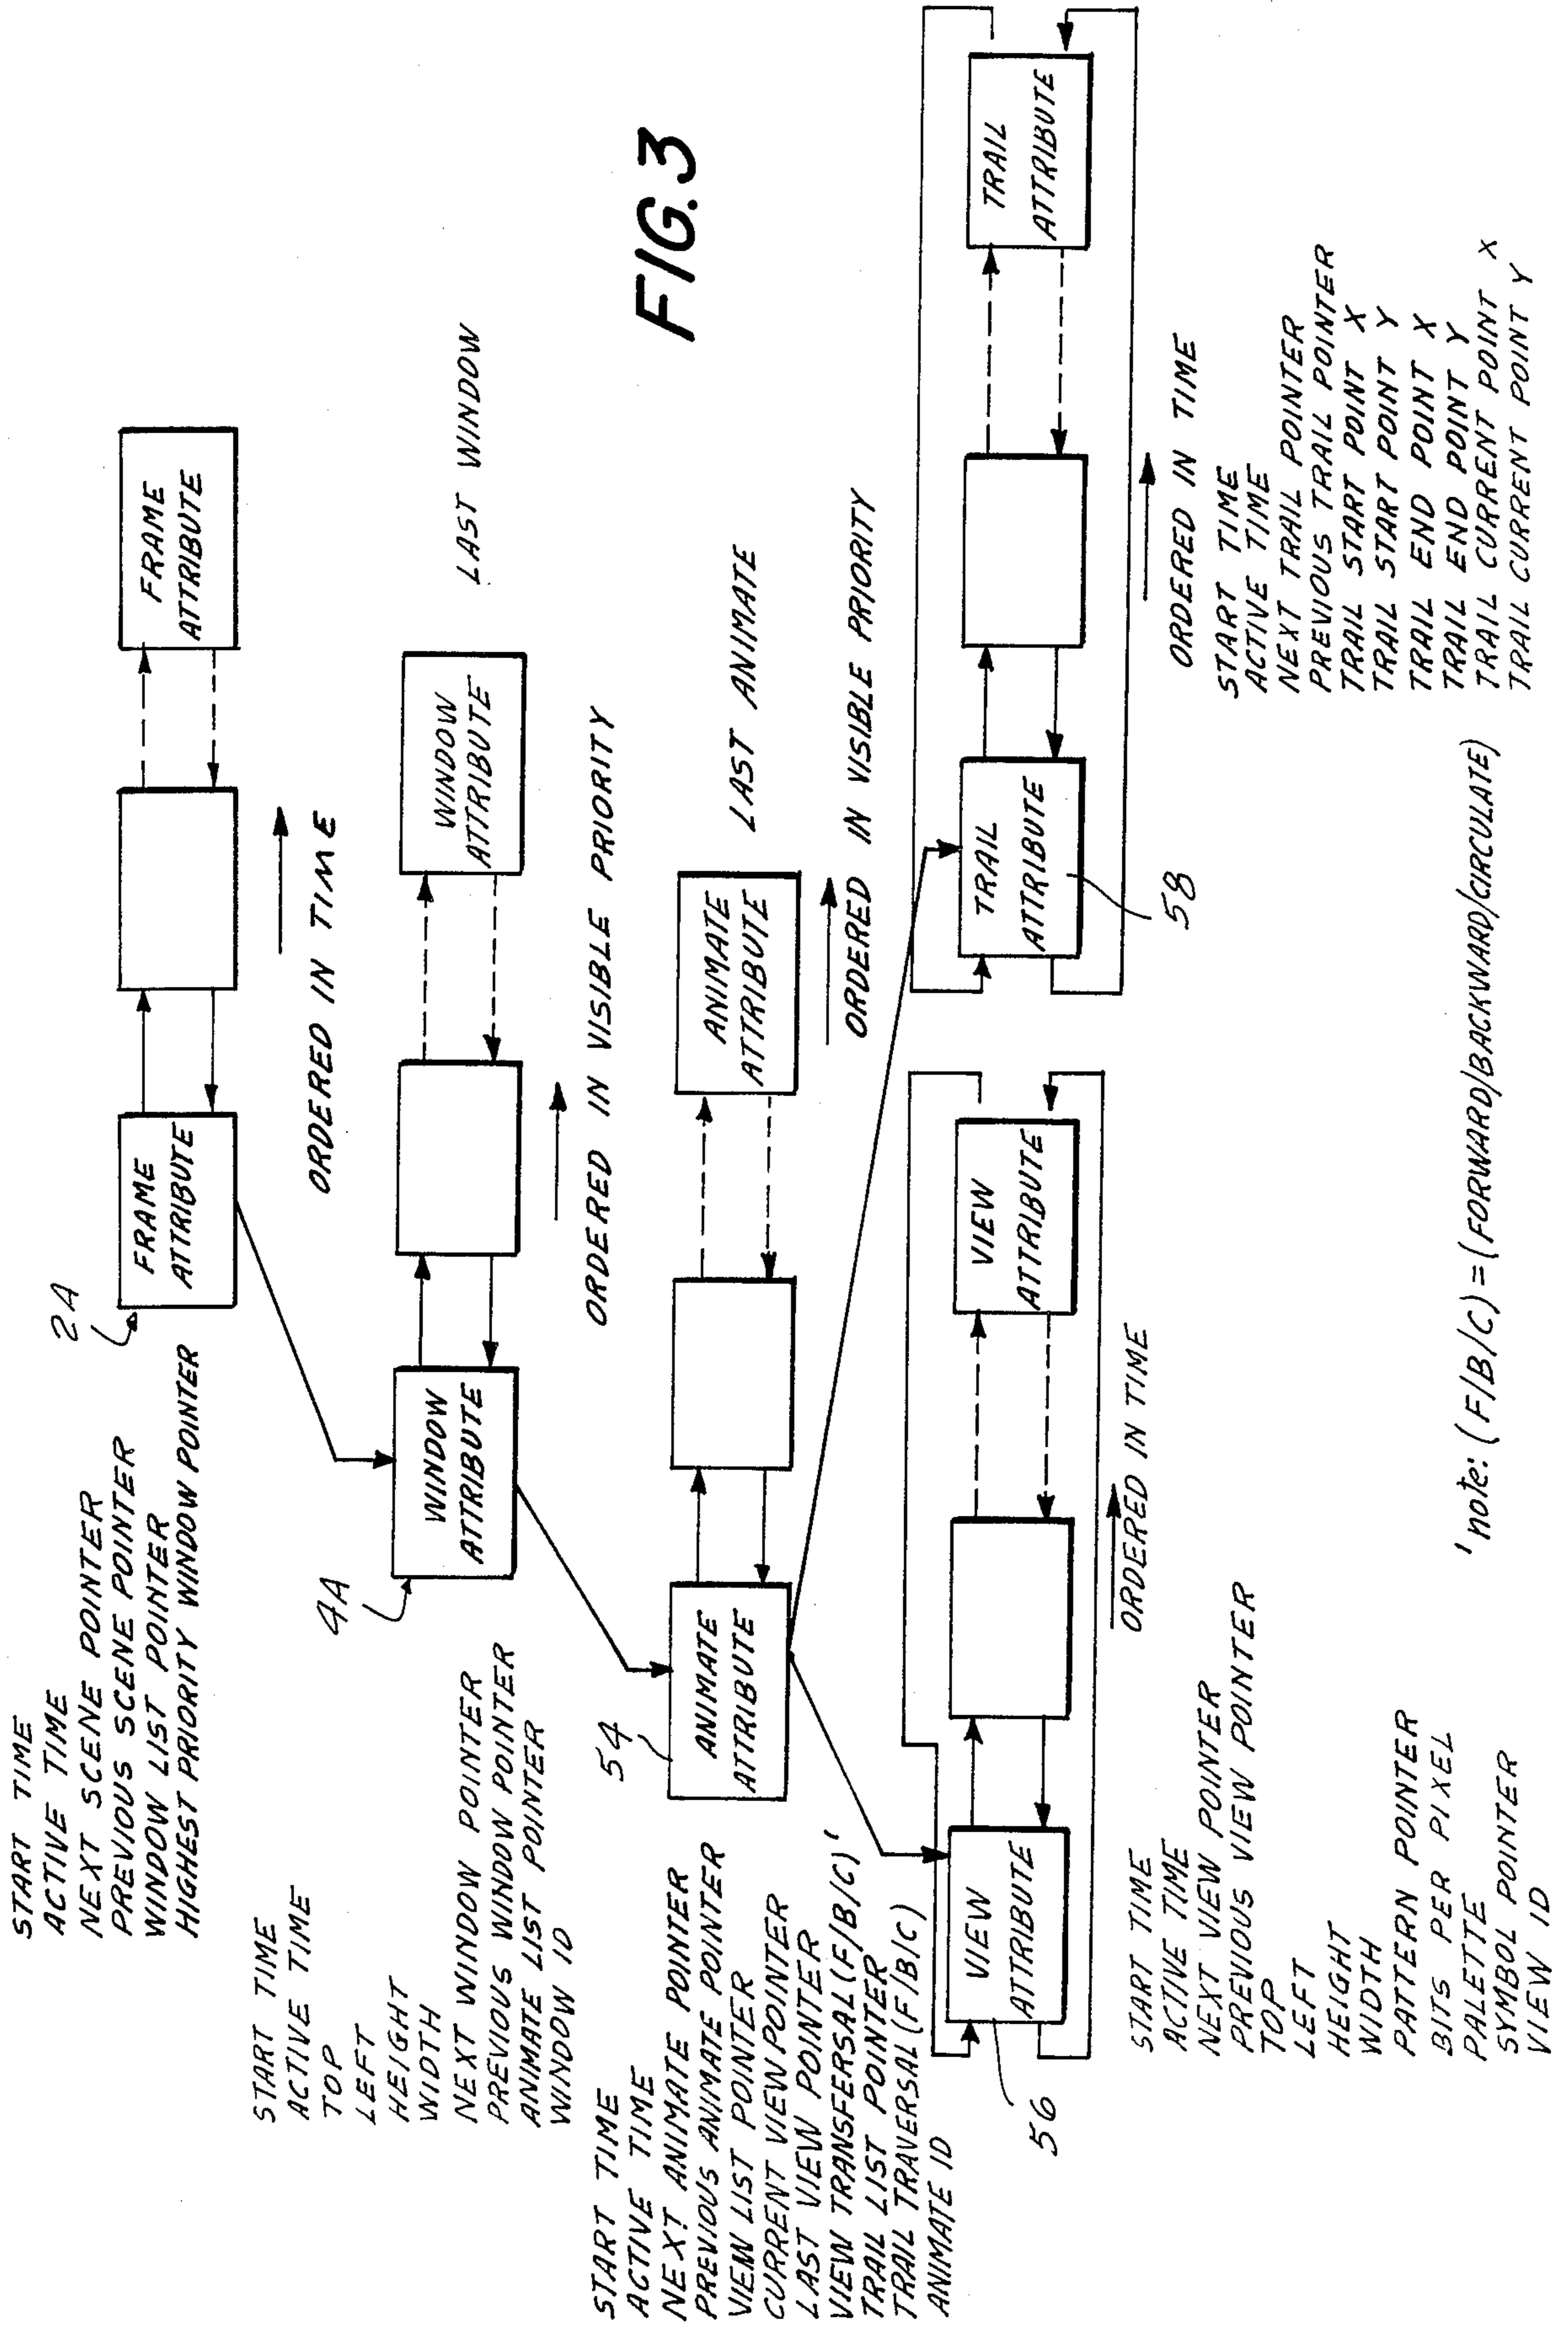 START TIME
ACTIVE TIME
NEXT SCENE POINTER
PREVIOUS SCENE POINTER
WINDOW LIST POINTER
HIGHEST PRIORITY WINDOW POINTER
2A
FRAME
ATTRIBUTE
FRAME
ATTRIBUTE
ORDERED IN TIME
START TIME
ACTIVE TIME
TOP
LEFT
HEIGHT
WIDTH
NEXT WINDOW POINTER
PREVIOUS WINDOW POINTER
ANIMATE LIST POINTER
WINDOW ID
4A
WINDOW
ATTRIBUTE
WINDOW
ATTRIBUTE
LAST WINDOW
ORDERED IN VISIBLE PRIORITY
START TIME
ACTIVE TIME
NEXT ANIMATE POINTER
PREVIOUS ANIMATE POINTER
VIEW LIST POINTER
CURRENT VIEW POINTER
LAST VIEW POINTER
VIEW TRANSFERSAL (F/B/C)'
TRAIL LIST POINTER
TRAIL TRAVERSAL (F/B/C)
ANIMATE ID
54
ANIMATE
ATTRIBUTE
ANIMATE
ATTRIBUTE
LAST ANIMATE
ORDERED IN VISIBLE PRIORITY
FIG. 3
VIEW
ATTRIBUTE
56
VIEW
ATTRIBUTE
ORDERED IN TIME
START TIME
ACTIVE TIME
NEXT VIEW POINTER
PREVIOUS VIEW POINTER
TOP
LEFT
HEIGHT
WIDTH
PATTERN POINTER
BITS PER PIXEL
PALETTE
SYMBOL POINTER
VIEW ID
TRAIL
ATTRIBUTE
58
TRAIL
ATTRIBUTE
ORDERED IN TIME
START TIME
ACTIVE TIME
NEXT TRAIL POINTER
PREVIOUS TRAIL POINTER
TRAIL START POINT X
TRAIL START POINT Y
TRAIL END POINT X
TRAIL END POINT Y
TRAIL CURRENT POINT X
TRAIL CURRENT POINT Y
'note: (F/B/C) = (FORWARD/BACKWARD/CIRCULATE)